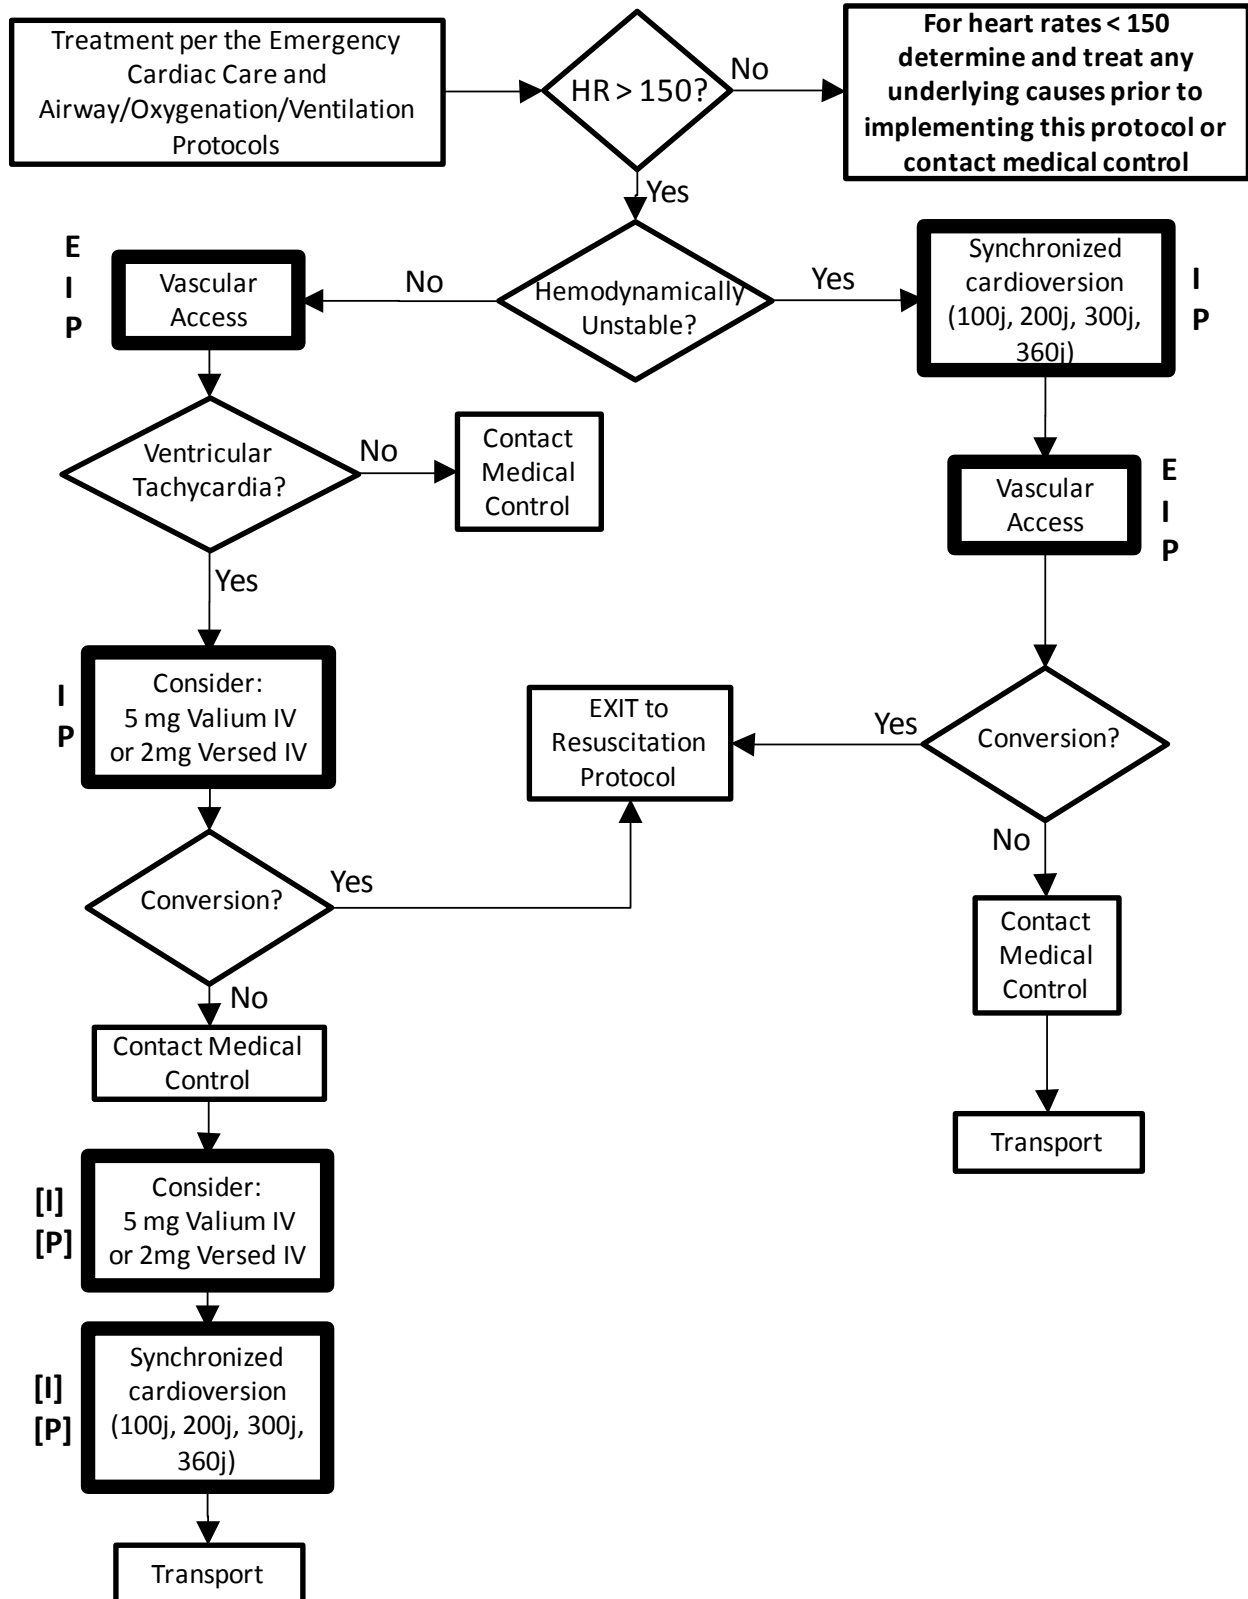 Treatment per the Emergency
Cardiac Care and
Airway/Oxygenation/Ventilation
Protocols
HR > 150?
No
For heart rates < 150
determine and treat any
underlying causes prior to
implementing this protocol or
contact medical control
Yes
E
I
P
Vascular
Access
No
Hemodynamically
Unstable?
Yes
Synchronized
cardioversion
(100j, 200j, 300j,
360j)
I
P
Ventricular
Tachycardia?
No
Contact
Medical
Control
Vascular
Access
E
I
P
Yes
I
P
Consider:
5 mg Valium IV
or 2mg Versed IV
EXIT to
Resuscitation
Protocol
Yes
Conversion?
No
Conversion?
Yes
Contact
Medical
Control
No
Contact Medical
Control
Transport
[I]
[P]
Consider:
5 mg Valium IV
or 2mg Versed IV
[I]
[P]
Synchronized
cardioversion
(100j, 200j, 300j,
360j)
Transport